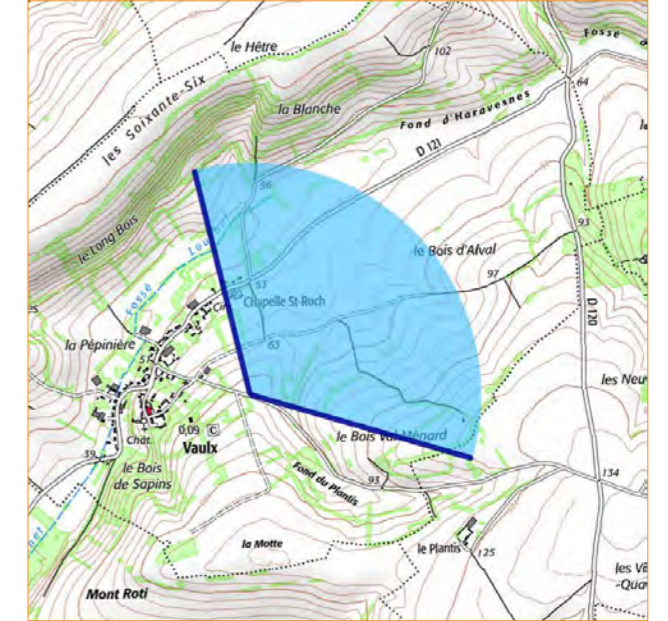 Fossé
le Hêtre
102
les Soixante-Six
la Blanche
64
Fond d'Haravesnes
D 121
56
le Long Bois
93
le Bois d'Alval
97
Fossé
53
Chapelle St-Roch
D 120
la Pépinière
63
les Neu
0,09 C
Chât.
Vaulx
le Bois Val Ménard
39
le Bois
de Sapins
Fond du Plantis
93
134
la Motte
le Plantis
125
Mont Roti
les Vi
-Qua